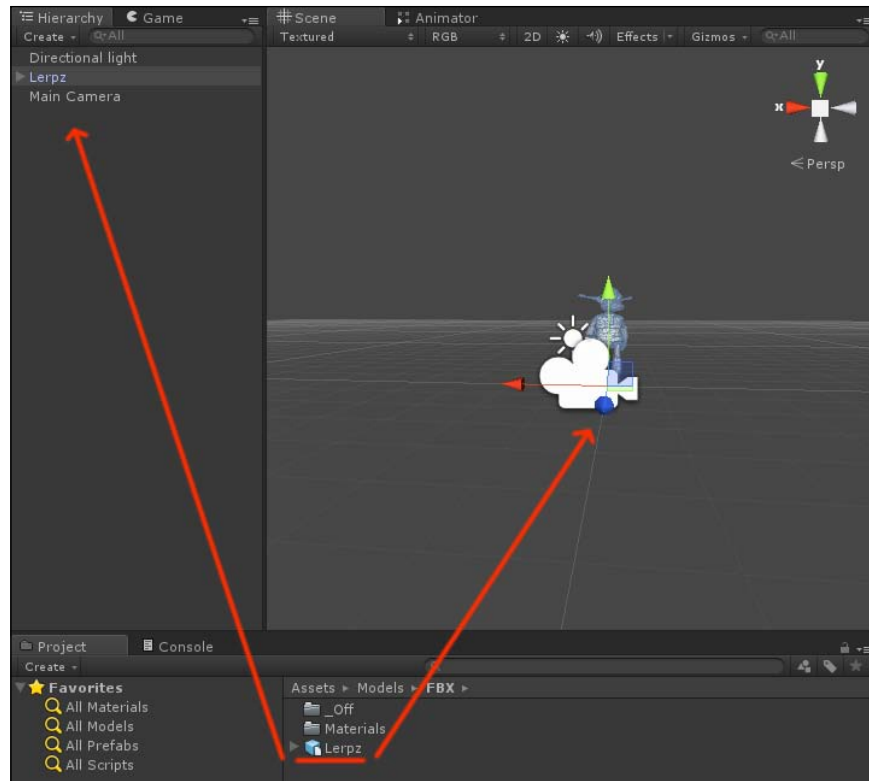 Hierarchy
Game
Create
All
Directional light
Lerpz
Main Camera
Scene
Animator
Textured
RGB
2D
Effects
Gizmos
All
y
x
Persp
Project
Console
Create
Favorites
All Materials
All Models
All Prefabs
All Scripts
Assets Models FBX
_Off
Materials
Lerpz